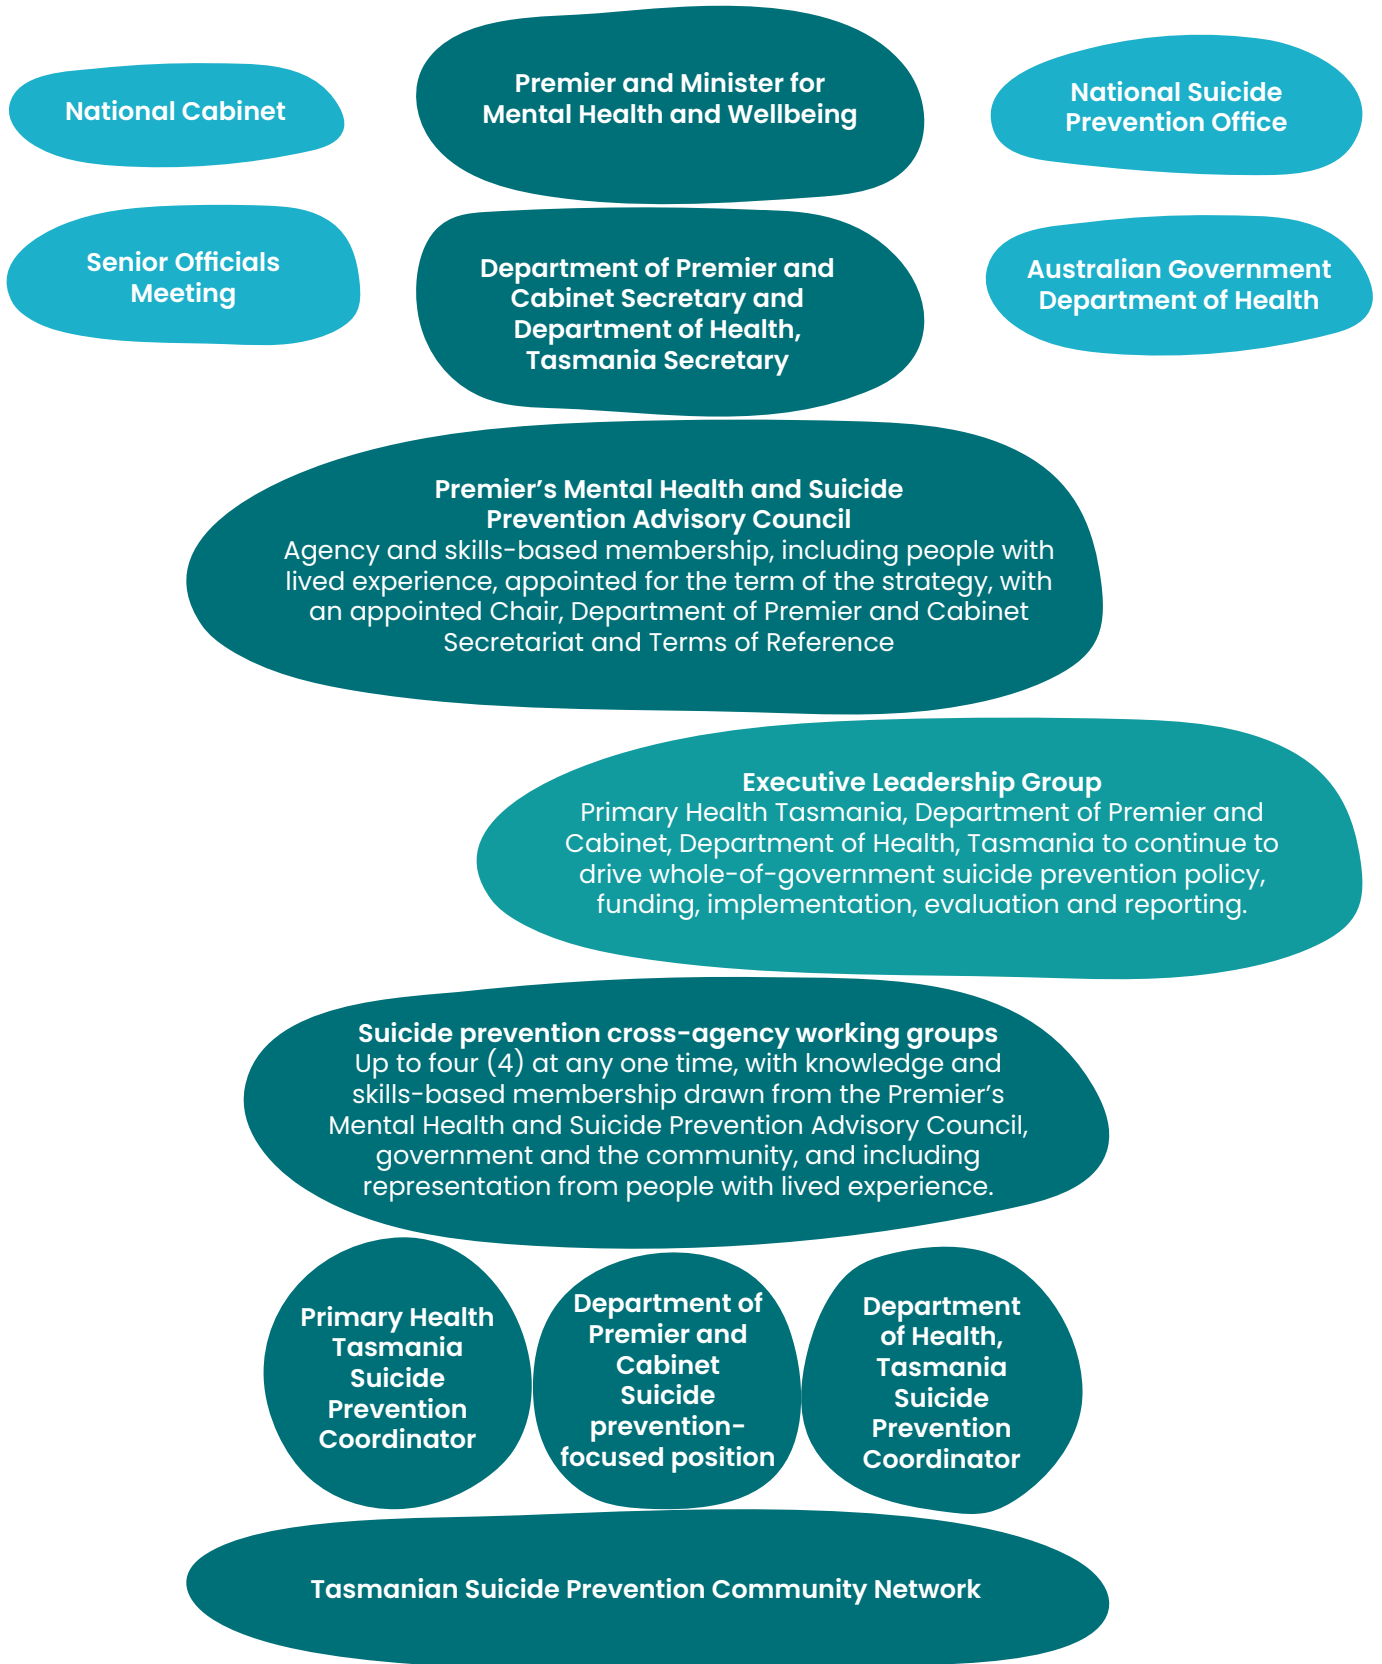 National Cabinet
Premier and Minister for
Mental Health and Wellbeing
National Suicide
Prevention Office
Senior Officials
Meeting
Department of Premier and
Cabinet Secretary and
Department of Health,
Tasmania Secretary
Australian Government
Department of Health
Premier’s Mental Health and Suicide
Prevention Advisory Council
Agency and skills-based membership, including people with
lived experience, appointed for the term of the strategy, with
an appointed Chair, Department of Premier and Cabinet
Secretariat and Terms of Reference
Executive Leadership Group
Primary Health Tasmania, Department of Premier and
Cabinet, Department of Health, Tasmania to continue to
drive whole-of-government suicide prevention policy,
funding, implementation, evaluation and reporting.
Suicide prevention cross-agency working groups
Up to four (4) at any one time, with knowledge and
skills-based membership drawn from the Premier’s
Mental Health and Suicide Prevention Advisory Council,
government and the community, and including
representation from people with lived experience.
Primary Health
Tasmania
Suicide
Prevention
Coordinator
Department of
Premier and
Cabinet
Suicide
prevention-
focused position
Department
of Health,
Tasmania
Suicide
Prevention
Coordinator
Tasmanian Suicide Prevention Community Network